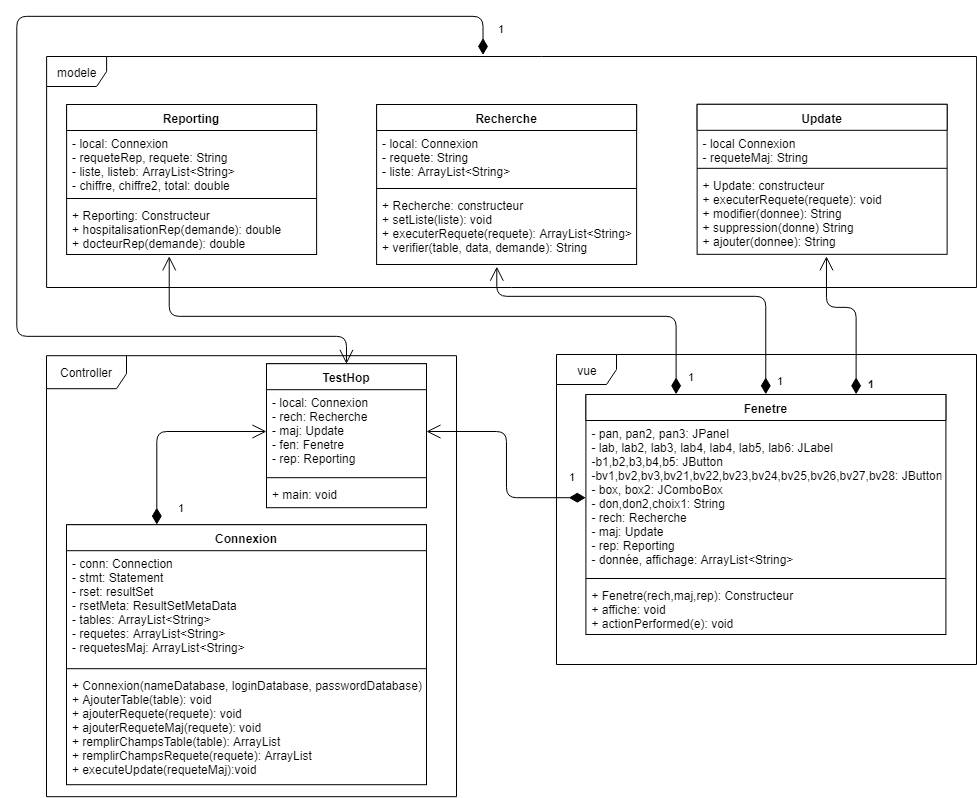 1
modele
Reporting
- local: Connexion
- requeteRep, requete: String
- liste, listeb: ArrayList<String>
- chiffre, chiffre2, total: double
+ Reporting: Constructeur
+ hospitalisationRep(demande): double
+ docteurRep(demande): double
Recherche
- local: Connexion
- requete: String
- liste: ArrayList<String>
+ Recherche: constructeur
+ setListe(liste): void
+ executerRequete(requete): ArrayList<String>
+ verifier(table, data, demande): String
Update
- local Connexion
- requeteMaj: String
+ Update: constructeur
+ executerRequete(requete): void
+ modifier(donnee): String
+ suppression(donne) String
+ ajouter(donnee): String
Controller
TestHop
- local: Connexion
- rech: Recherche
- maj: Update
- fen: Fenetre
- rep: Reporting
+ main: void
1
Connexion
- conn: Connection
- stmt: Statement
- rset: resultSet
- rsetMeta: ResultSetMetaData
- tables: ArrayList<String>
- requetes: ArrayList<String>
- requetesMaj: ArrayList<String>
+ Connexion(nameDatabase, loginDatabase, passwordDatabase)
+ AjouterTable(table): void
+ ajouterRequete(requete): void
+ ajouterRequeteMaj(requete): void
+ remplirChampsTable(table): ArrayList
+ remplirChampsRequete(requete): ArrayList
+ executeUpdate(requeteMaj):void
vue
1
1
1
1
Fenetre
- pan, pan2, pan3: JPanel
- lab, lab2, lab3, lab4, lab4, lab5, lab6: JLabel
-b1,b2,b3,b4,b5: JButton
-bv1,bv2,bv3,bv21,bv22,bv23,bv24,bv25,bv26,bv27,bv28: JButton
- box, box2: JComboBox
- don,don2,choix1: String
- rech: Recherche
- maj: Update
- rep: Reporting
- donnée, affichage: ArrayList<String>
+ Fenetre(rech,maj,rep): Constructeur
+ affiche: void
+ actionPerformed(e): void